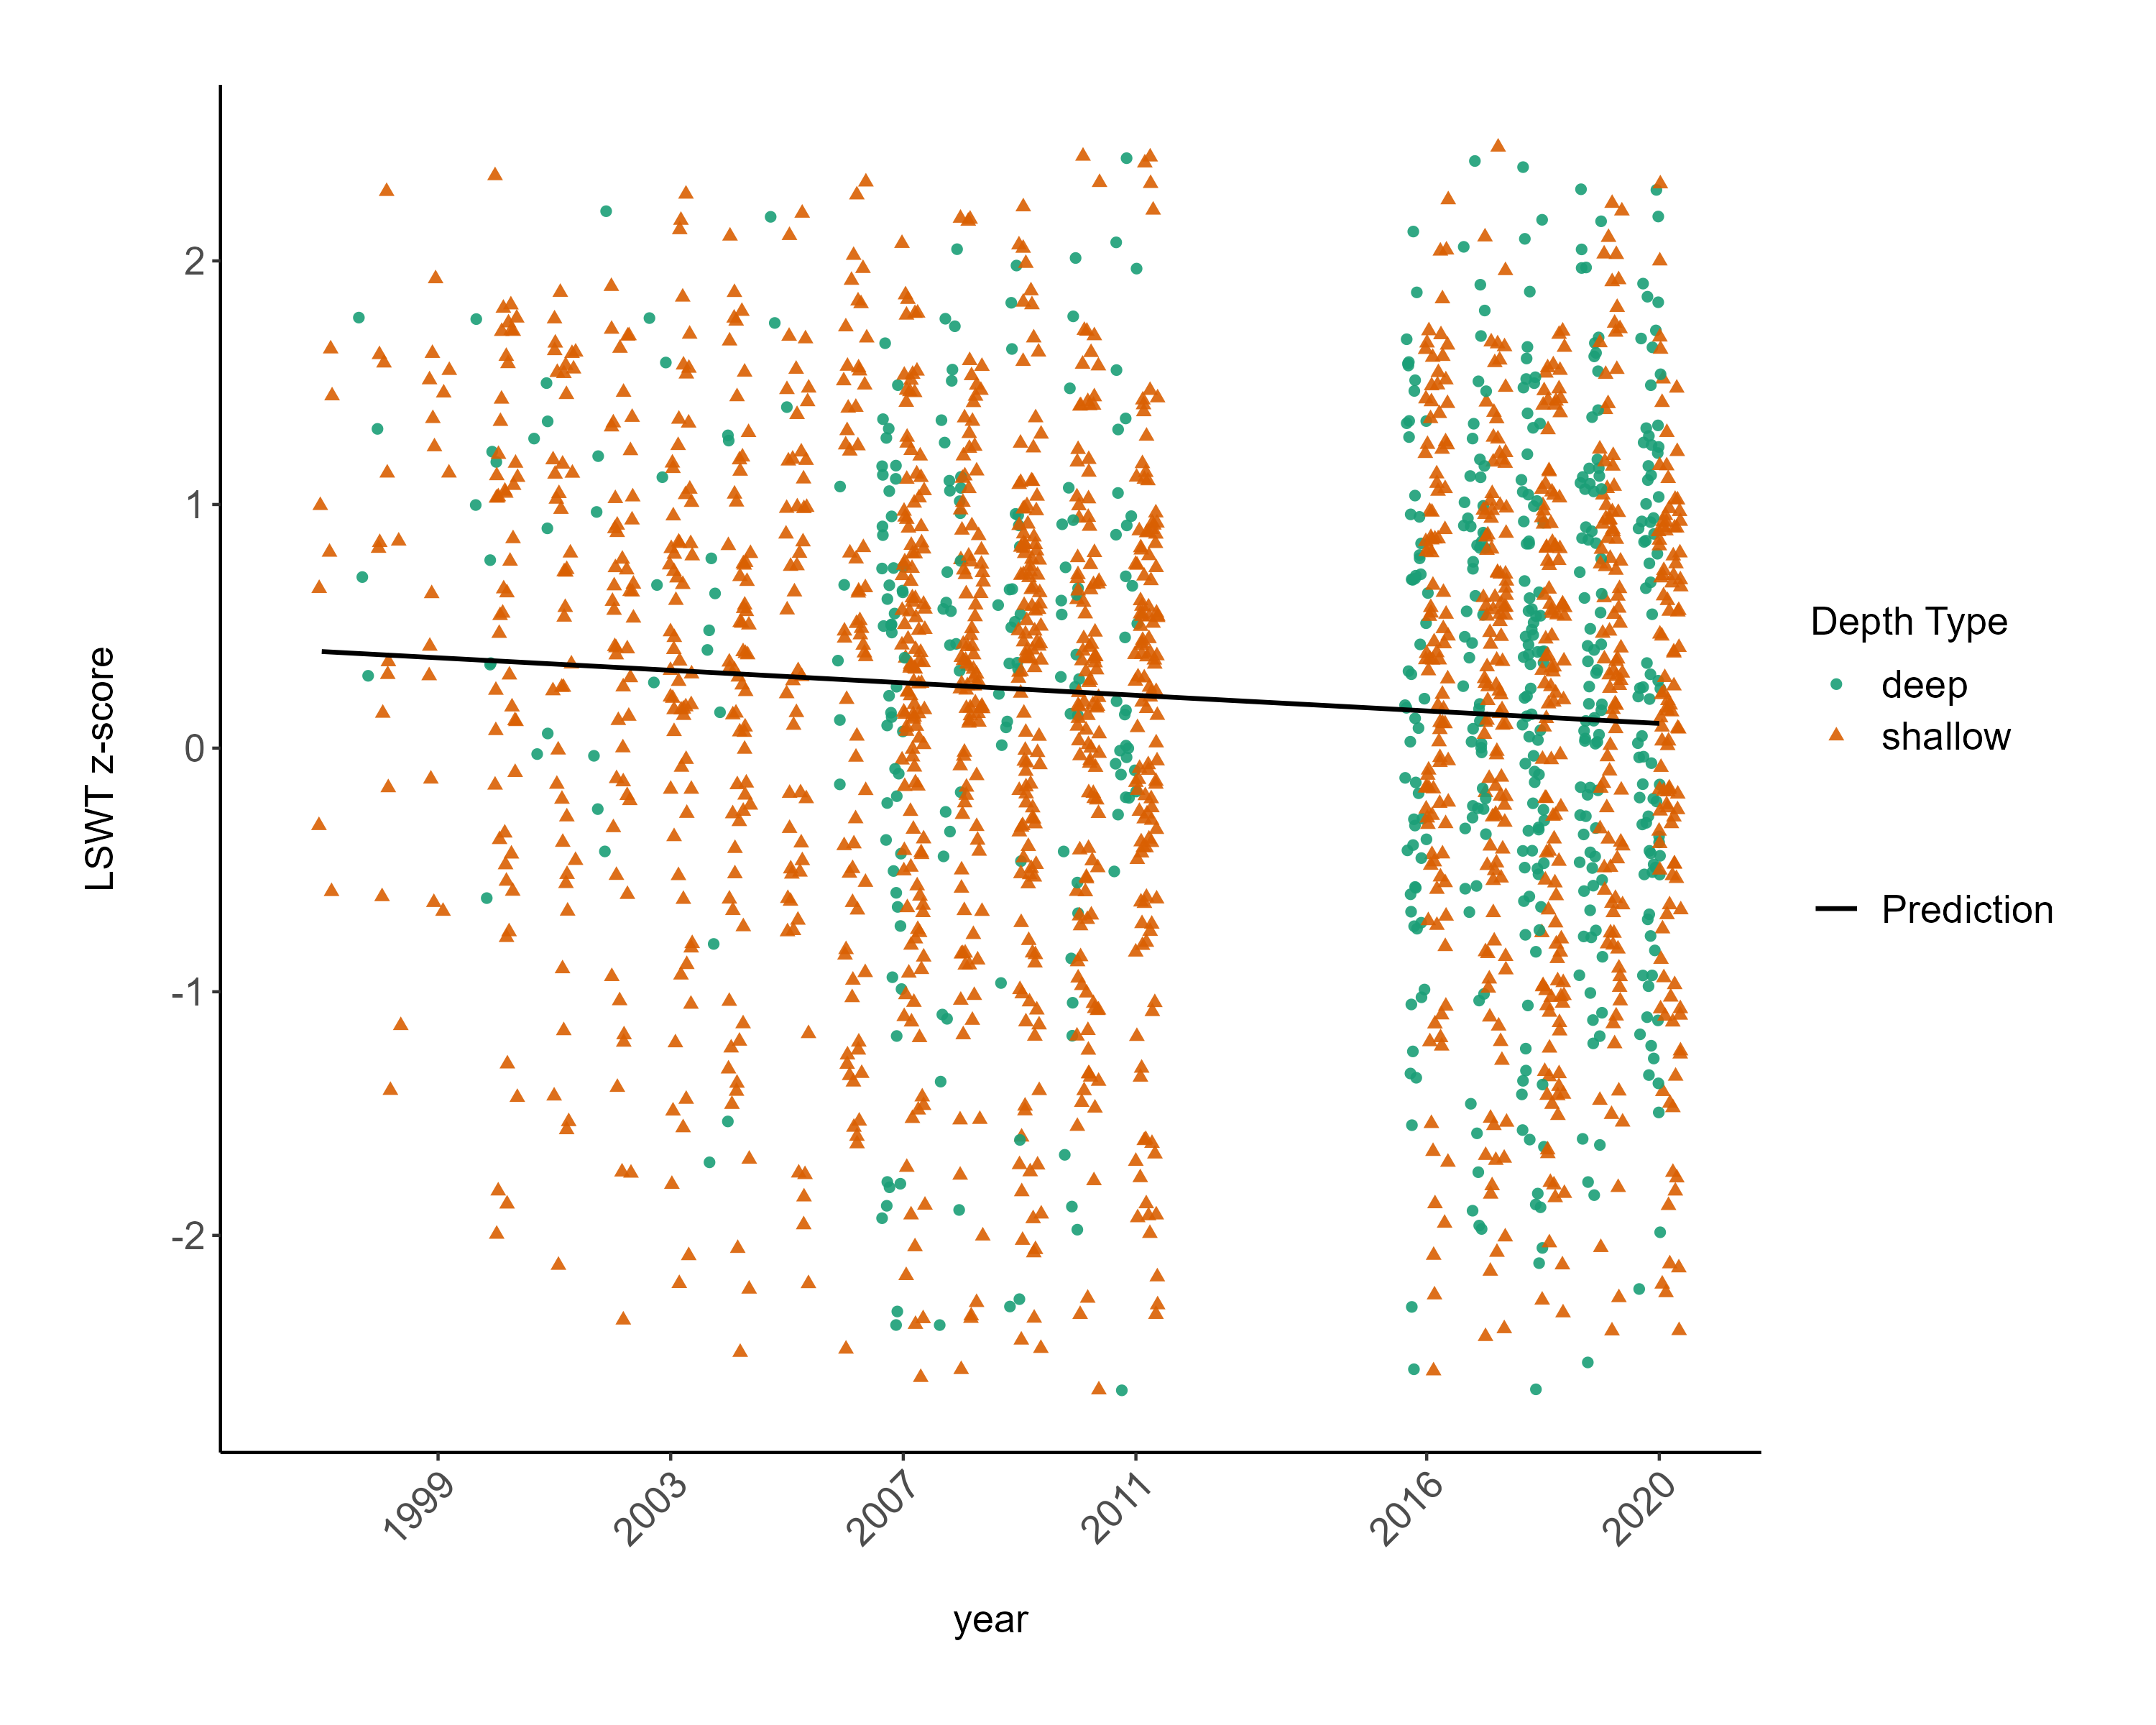 2
1
0
-1
-2
LSWT z-score
1999
2003
2007
2011
2016
2020
year
Depth Type
deep
shallow
Prediction